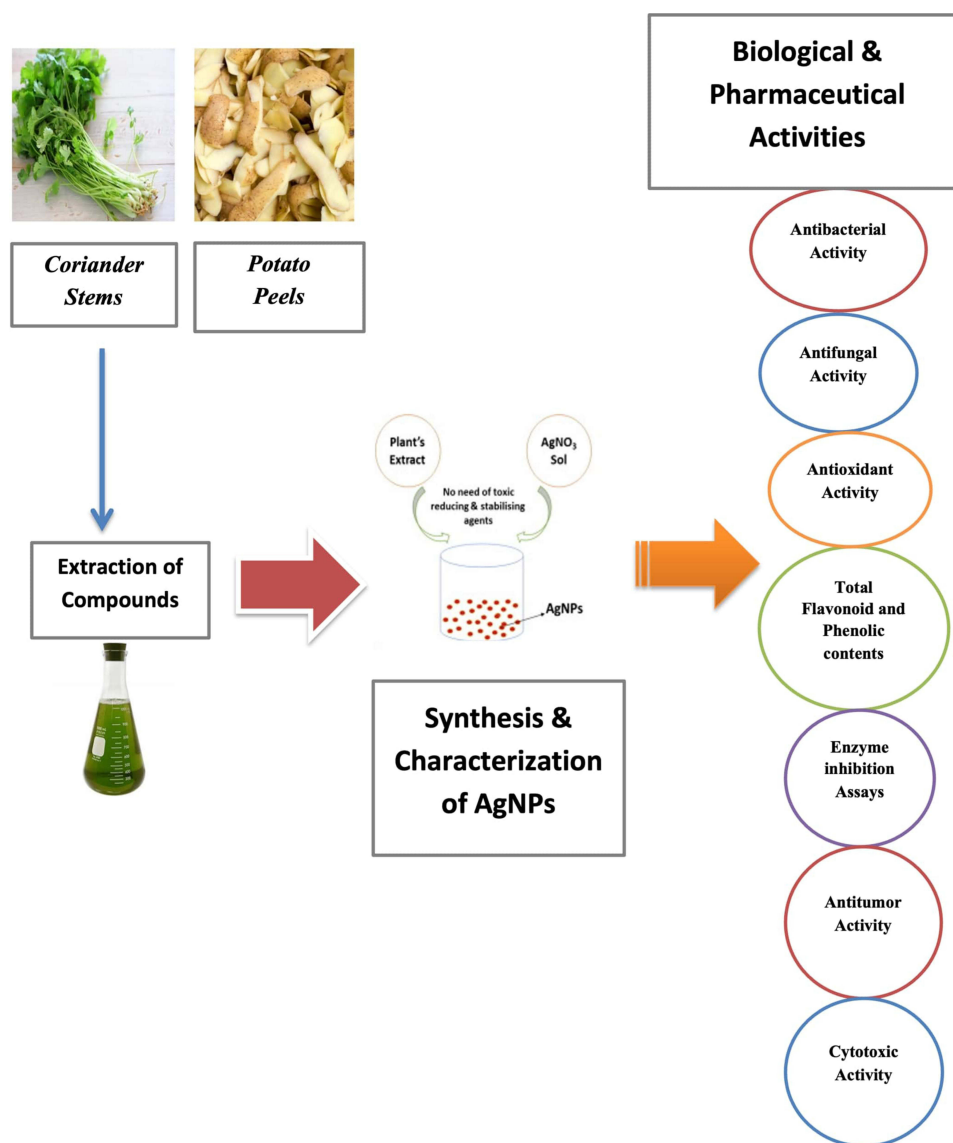 Coriander
Stems
Potato
Peels
Extraction of
Compounds
Plant's
Extract
AgNO₃
Sol
No need of toxic
reducing & stabilising
agents
AgNPs
Synthesis &
Characterization
of AgNPs
Biological &
Pharmaceutical
Activities
Antibacterial
Activity
Antifungal
Activity
Antioxidant
Activity
Total
Flavonoid and
Phenolic
contents
Enzyme
inhibition
Assays
Antitumor
Activity
Cytotoxic
Activity